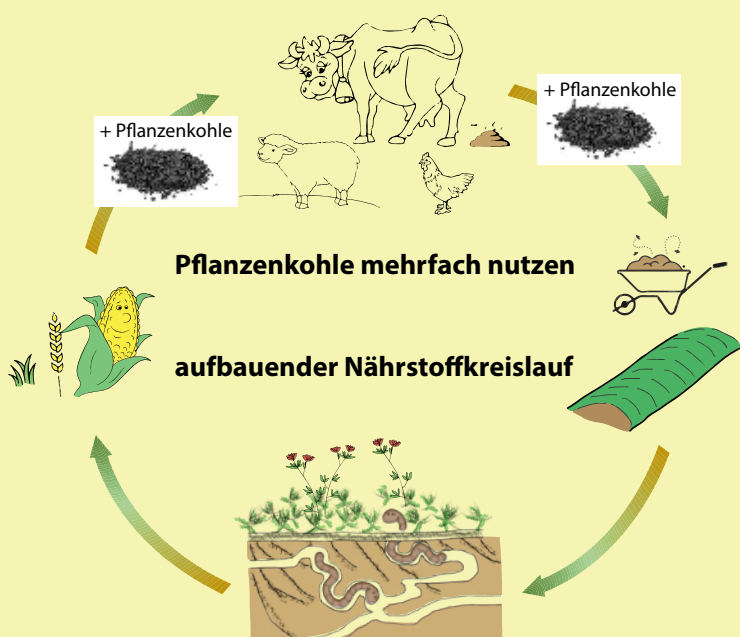 + Pflanzenkohle
+ Pflanzenkohle
Pflanzenkohle mehrfach nutzen
aufbauender Nährstoffkreislauf